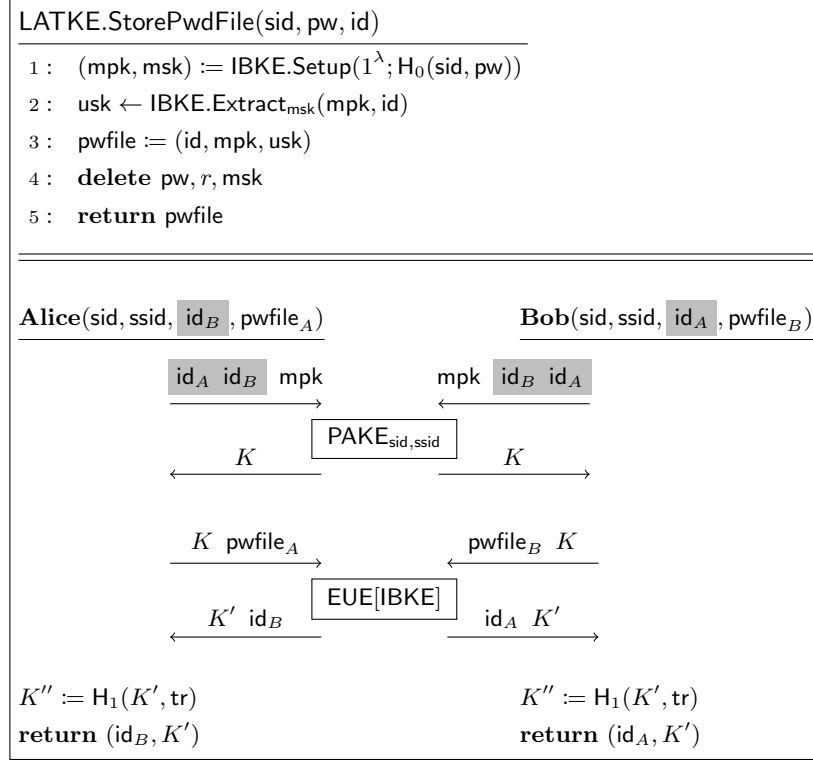 LATKE.StorePwdFile(sid, pw, id)
1 : (mpk, msk) := IBKE.Setup(1^λ; H₀(sid, pw))
2 : usk ← IBKE.Extract_msk(mpk, id)
3 : pwfile := (id, mpk, usk)
4 : delete pw, r, msk
5 : return pwfile
Alice(sid, ssid, id_B, pwfile_A) Bob(sid, ssid, id_A, pwfile_B)
id_A id_B mpk mpk id_B id_A
PAKE_sid,ssid
K K
K pwfile_A pwfile_B K
EUE[IBKE]
K′ id_B id_A K′
K″ := H₁(K′, tr) K″ := H₁(K′, tr)
return (id_B, K′) return (id_A, K′)